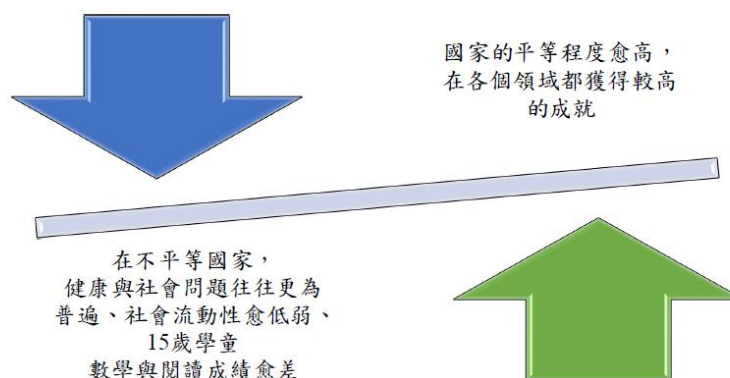 國家的平等程度愈高，
在各個領域都獲得較高
的成就
在不平等國家，
健康與社會問題往往更為
普遍、社會流動性愈低弱、
15歲學童
數學與閱讀成績愈差